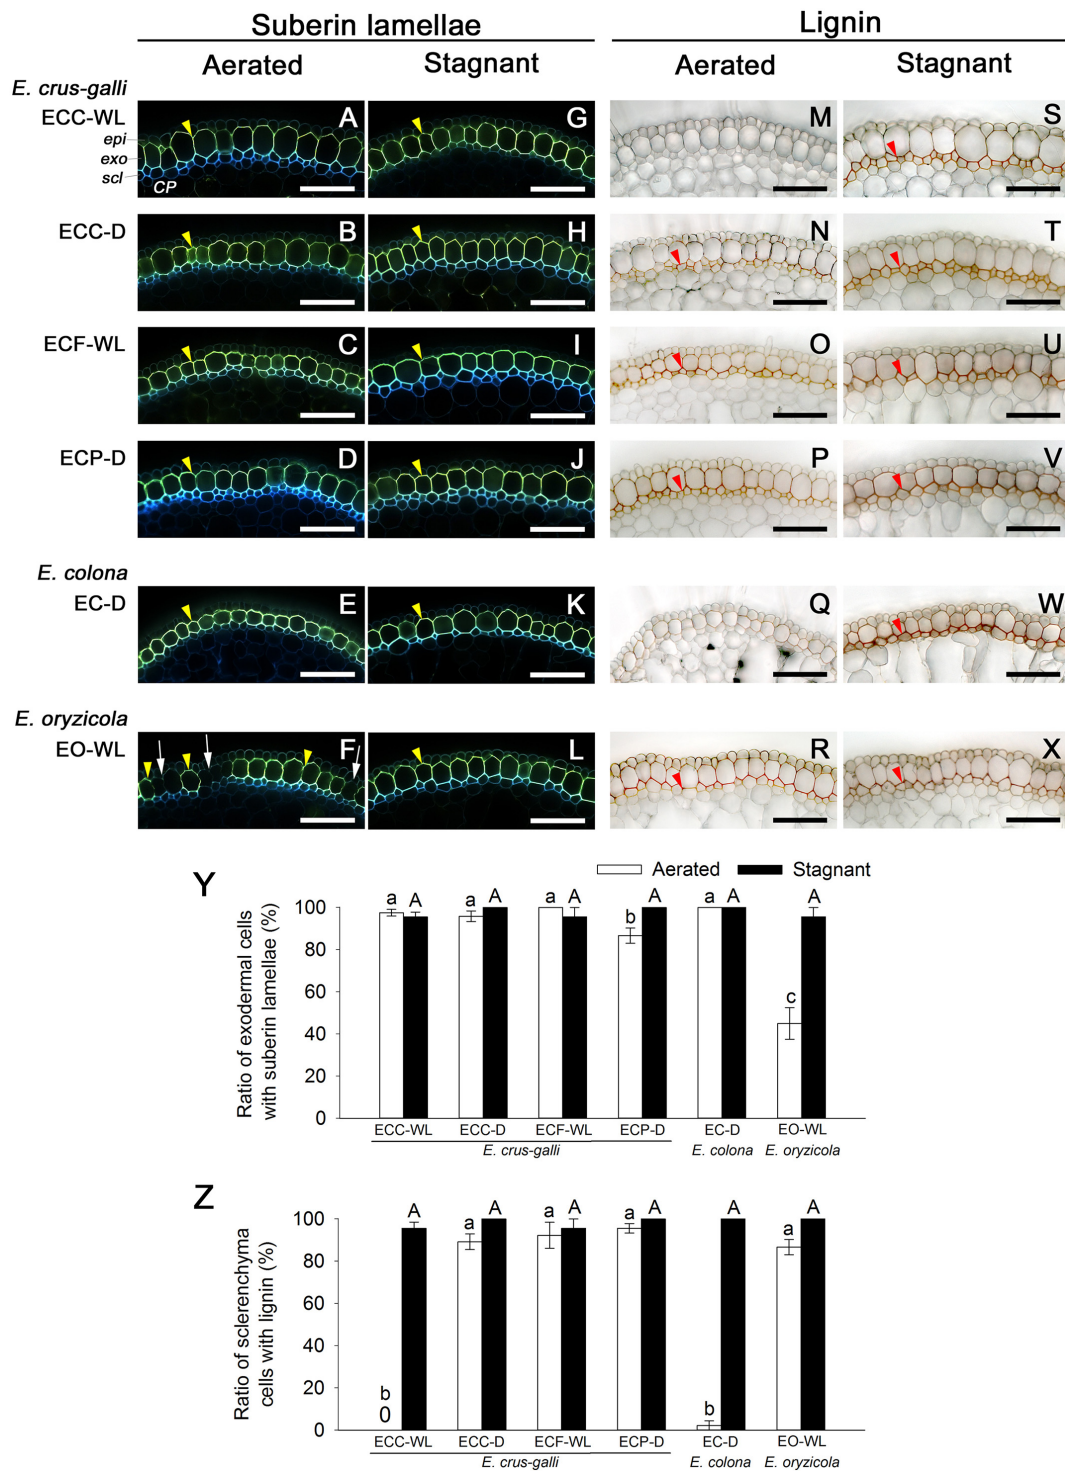 Suberin lamellae Lignin
Aerated Stagnant Aerated Stagnant
E. crus-galli
ECC-WL A G M S
epi
exo
scl
CP
ECC-D B H N T
ECF-WL C I O U
ECP-D D J P V
E. colona
EC-D E K Q W
E. oryzicola
EO-WL F L R X
Y
Aerated Stagnant
a A a A a A b A a A c A
Ratio of exodermal cells
with suberin lamellae (%)
100
80
60
40
20
0
ECC-WL ECC-D ECF-WL ECP-D EC-D EO-WL
E. crus-galli E. colona E. oryzicola
Z
b A a A a A a A b A a A
0
Ratio of sclerenchyma
cells with lignin (%)
100
80
60
40
20
0
ECC-WL ECC-D ECF-WL ECP-D EC-D EO-WL
E. crus-galli E. colona E. oryzicola